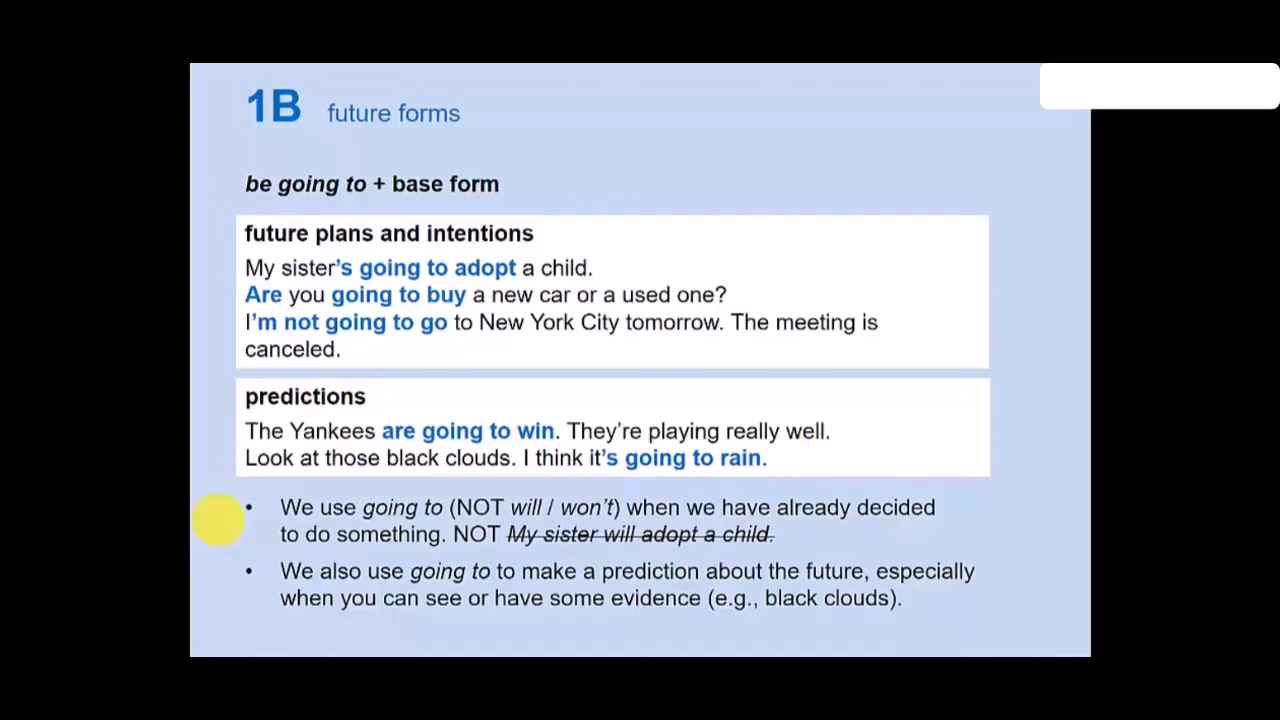 1B future forms
be going to + base form
future plans and intentions
My sister’s going to adopt a child.
Are you going to buy a new car or a used one?
I’m not going to go to New York City tomorrow. The meeting is
canceled.
predictions
The Yankees are going to win. They’re playing really well.
Look at those black clouds. I think it’s going to rain.
• We use going to (NOT will / won’t) when we have already decided
to do something. NOT My sister will adopt a child.
• We also use going to to make a prediction about the future, especially
when you can see or have some evidence (e.g., black clouds).